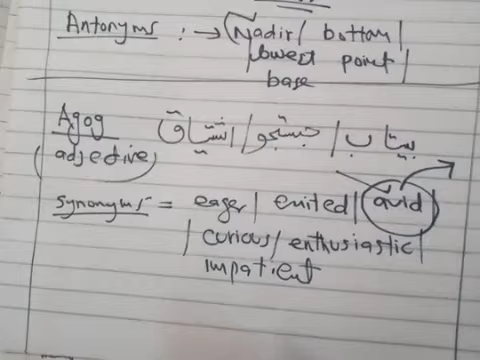 Antonyms :→ Nadir / bottom /
lowest point /
base
Agog بیتاب / جستجو / اشتیاق
(adjective)
Synonyms = eager / exited / avid /
/ curious / enthusiastic /
impatient